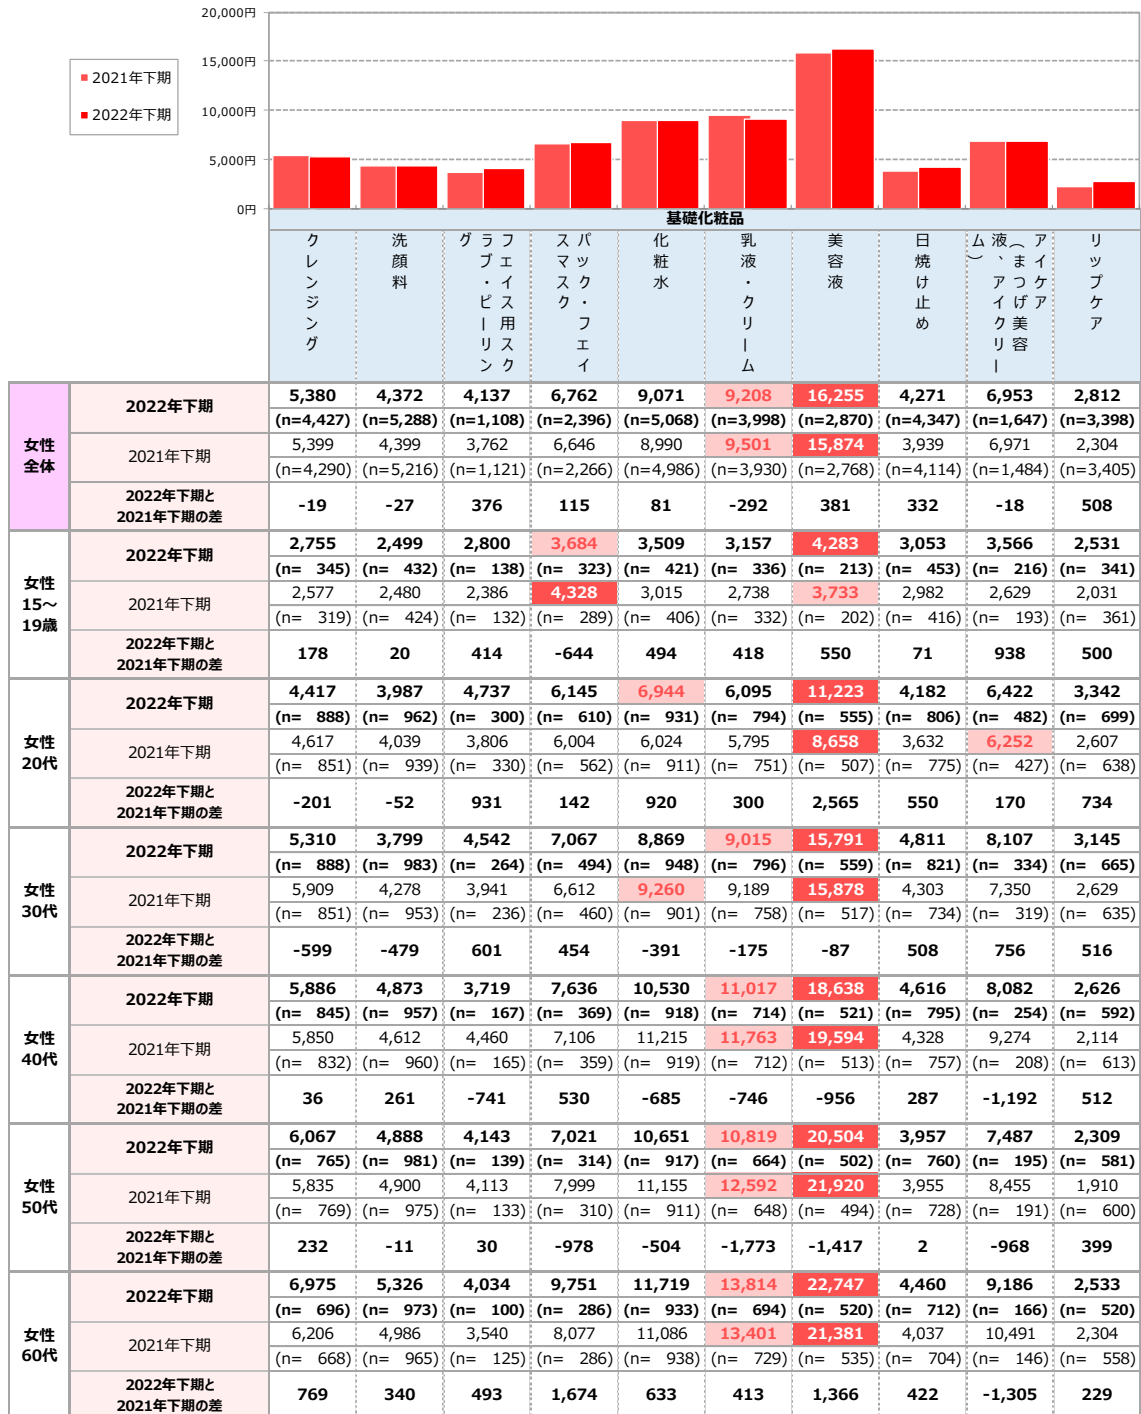 20,000円
15,000円
10,000円
5,000円
0円
2021年下期
2022年下期
基礎化粧品
クレンジング
洗顔料
フェイス用スクラブ・ピーリング
パック・フェイスマスク
化粧水
乳液・クリーム
美容液
日焼け止め
アイケア（まつげ美容液、アイクリーム）
リップケア
女性全体
2022年下期
5,380 4,372 4,137 6,762 9,071 9,208 16,255 4,271 6,953 2,812
(n=4,427) (n=5,288) (n=1,108) (n=2,396) (n=5,068) (n=3,998) (n=2,870) (n=4,347) (n=1,647) (n=3,398)
2021年下期
5,399 4,399 3,762 6,646 8,990 9,501 15,874 3,939 6,971 2,304
(n=4,290) (n=5,216) (n=1,121) (n=2,266) (n=4,986) (n=3,930) (n=2,768) (n=4,114) (n=1,484) (n=3,405)
2022年下期と
2021年下期の差
-19 -27 376 115 81 -292 381 332 -18 508
女性
15～
19歳
2022年下期
2,755 2,499 2,800 3,684 3,509 3,157 4,283 3,053 3,566 2,531
(n= 345) (n= 432) (n= 138) (n= 323) (n= 421) (n= 336) (n= 213) (n= 453) (n= 216) (n= 341)
2021年下期
2,577 2,480 2,386 4,328 3,015 2,738 3,733 2,982 2,629 2,031
(n= 319) (n= 424) (n= 132) (n= 289) (n= 406) (n= 332) (n= 202) (n= 416) (n= 193) (n= 361)
2022年下期と
2021年下期の差
178 20 414 -644 494 418 550 71 938 500
女性
20代
2022年下期
4,417 3,987 4,737 6,145 6,944 6,095 11,223 4,182 6,422 3,342
(n= 888) (n= 962) (n= 300) (n= 610) (n= 931) (n= 794) (n= 555) (n= 806) (n= 482) (n= 699)
2021年下期
4,617 4,039 3,806 6,004 6,024 5,795 8,658 3,632 6,252 2,607
(n= 851) (n= 939) (n= 330) (n= 562) (n= 911) (n= 751) (n= 507) (n= 775) (n= 427) (n= 638)
2022年下期と
2021年下期の差
-201 -52 931 142 920 300 2,565 550 170 734
女性
30代
2022年下期
5,310 3,799 4,542 7,067 8,869 9,015 15,791 4,811 8,107 3,145
(n= 888) (n= 983) (n= 264) (n= 494) (n= 948) (n= 796) (n= 559) (n= 821) (n= 334) (n= 665)
2021年下期
5,909 4,278 3,941 6,612 9,260 9,189 15,878 4,303 7,350 2,629
(n= 851) (n= 953) (n= 236) (n= 460) (n= 901) (n= 758) (n= 517) (n= 734) (n= 319) (n= 635)
2022年下期と
2021年下期の差
-599 -479 601 454 -391 -175 -87 508 756 516
女性
40代
2022年下期
5,886 4,873 3,719 7,636 10,530 11,017 18,638 4,616 8,082 2,626
(n= 845) (n= 957) (n= 167) (n= 369) (n= 918) (n= 714) (n= 521) (n= 795) (n= 254) (n= 592)
2021年下期
5,850 4,612 4,460 7,106 11,215 11,763 19,594 4,328 9,274 2,114
(n= 832) (n= 960) (n= 165) (n= 359) (n= 919) (n= 712) (n= 513) (n= 757) (n= 208) (n= 613)
2022年下期と
2021年下期の差
36 261 -741 530 -685 -746 -956 287 -1,192 512
女性
50代
2022年下期
6,067 4,888 4,143 7,021 10,651 10,819 20,504 3,957 7,487 2,309
(n= 765) (n= 981) (n= 139) (n= 314) (n= 917) (n= 664) (n= 502) (n= 760) (n= 195) (n= 581)
2021年下期
5,835 4,900 4,113 7,999 11,155 12,592 21,920 3,955 8,455 1,910
(n= 769) (n= 975) (n= 133) (n= 310) (n= 911) (n= 648) (n= 494) (n= 728) (n= 191) (n= 600)
2022年下期と
2021年下期の差
232 -11 30 -978 -504 -1,773 -1,417 2 -968 399
女性
60代
2022年下期
6,975 5,326 4,034 9,751 11,719 13,814 22,747 4,460 9,186 2,533
(n= 696) (n= 973) (n= 100) (n= 286) (n= 933) (n= 694) (n= 520) (n= 712) (n= 166) (n= 520)
2021年下期
6,206 4,986 3,540 8,077 11,086 13,401 21,381 4,037 10,491 2,304
(n= 668) (n= 965) (n= 125) (n= 286) (n= 938) (n= 729) (n= 535) (n= 704) (n= 146) (n= 558)
2022年下期と
2021年下期の差
769 340 493 1,674 633 413 1,366 422 -1,305 229